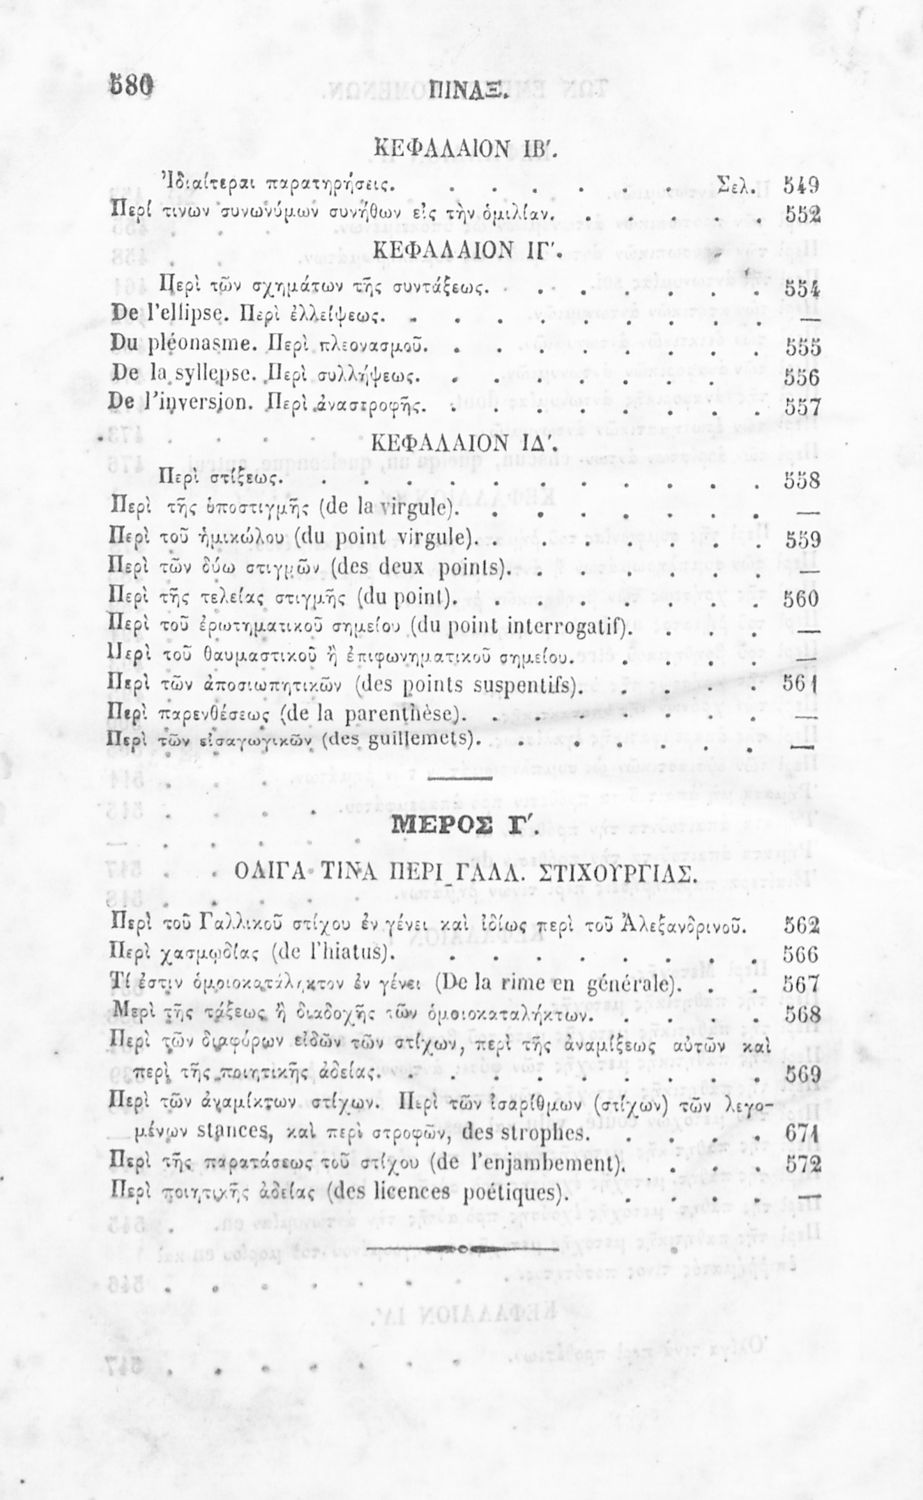 580 ΠΙΝΑΞ.
ΚΕΦΑΛΑΙΟΝ ΙΒ΄.
Ἰδιαίτεραι παρατηρήσεις. . . . . . . Σελ. 549
Περί τινων συνωνύμων συνήθων εἰς τὴν ὁμιλίαν. . . . . . 552
ΚΕΦΑΛΑΙΟΝ ΙΓ΄.
Περὶ τῶν σχημάτων τῆς συντάξεως. . . . . . . . 554
De l'ellipse. Περὶ ἐλλείψεως. . . . . . . . . . —
Du pléonasme. Περὶ πλεονασμοῦ. . . . . . . . . 555
De la syllepse. Περὶ συλλήψεως. . . . . . . . 556
De l'inversion. Περὶ ἀναστροφῆς. . . . . . . . . 557
ΚΕΦΑΛΑΙΟΝ ΙΔ΄.
Περὶ στίξεως. . . . . . . . . . . . 558
Περὶ τῆς ὑποστιγμῆς (de la virgule). . . . . . . . —
Περὶ τοῦ ἡμικώλου (du point virgule). . . . . . . . 559
Περὶ τῶν δύω στιγμῶν (des deux points). . . . . . . —
Περὶ τῆς τελείας στιγμῆς (du point). . . . . . . . 560
Περὶ τοῦ ἐρωτηματικοῦ σημείου (du point interrogatif). . . . . —
Περὶ τοῦ θαυμαστικοῦ ἢ ἐπιφωνηματικοῦ σημείου. . . . . —
Περὶ τῶν ἀποσιωπητικῶν (des points suspentifs). . . . . 561
Περὶ παρενθέσεως (de la parenthèse). . . . . . . . —
Περὶ τῶν εἰσαγωγικῶν (des guillemets). . . . . . . . —
ΜΕΡΟΣ Γ΄.
ΟΛΙΓΑ ΤΙΝΑ ΠΕΡΙ ΓΑΛΛ. ΣΤΙΧΟΥΡΓΙΑΣ.
Περὶ τοῦ Γαλλικοῦ στίχου ἐν γένει καὶ ἰδίως περὶ τοῦ Ἀλεξανδρινοῦ. 562
Περὶ χασμῳδίας (de l'hiatus). . . . . . . . . 566
Τί ἐστιν ὁμοιοκατάληκτον ἐν γένει (De la rime en générale). . . 567
Μερὶ τῆς τάξεως ἢ διαδοχῆς τῶν ὁμοιοκαταλήκτων. . . . . 568
Περὶ τῶν διαφόρων εἰδῶν τῶν στίχων, περὶ τῆς ἀναμίξεως αὐτῶν καὶ
περὶ τῆς ποιητικῆς ἀδείας. . . . . . . . . . 569
Περὶ τῶν ἀναμίκτων στίχων. Περὶ τῶν ἰσαρίθμων (στίχων) τῶν λεγο-
μένων stances, καὶ περὶ στροφῶν, des strophes. . . . . 671
Περὶ τῆς παρατάσεως τοῦ στίχου (de l'enjambement). . . . 572
Περὶ ποιητικῆς ἀδείας (des licences poétiques). . . . . —